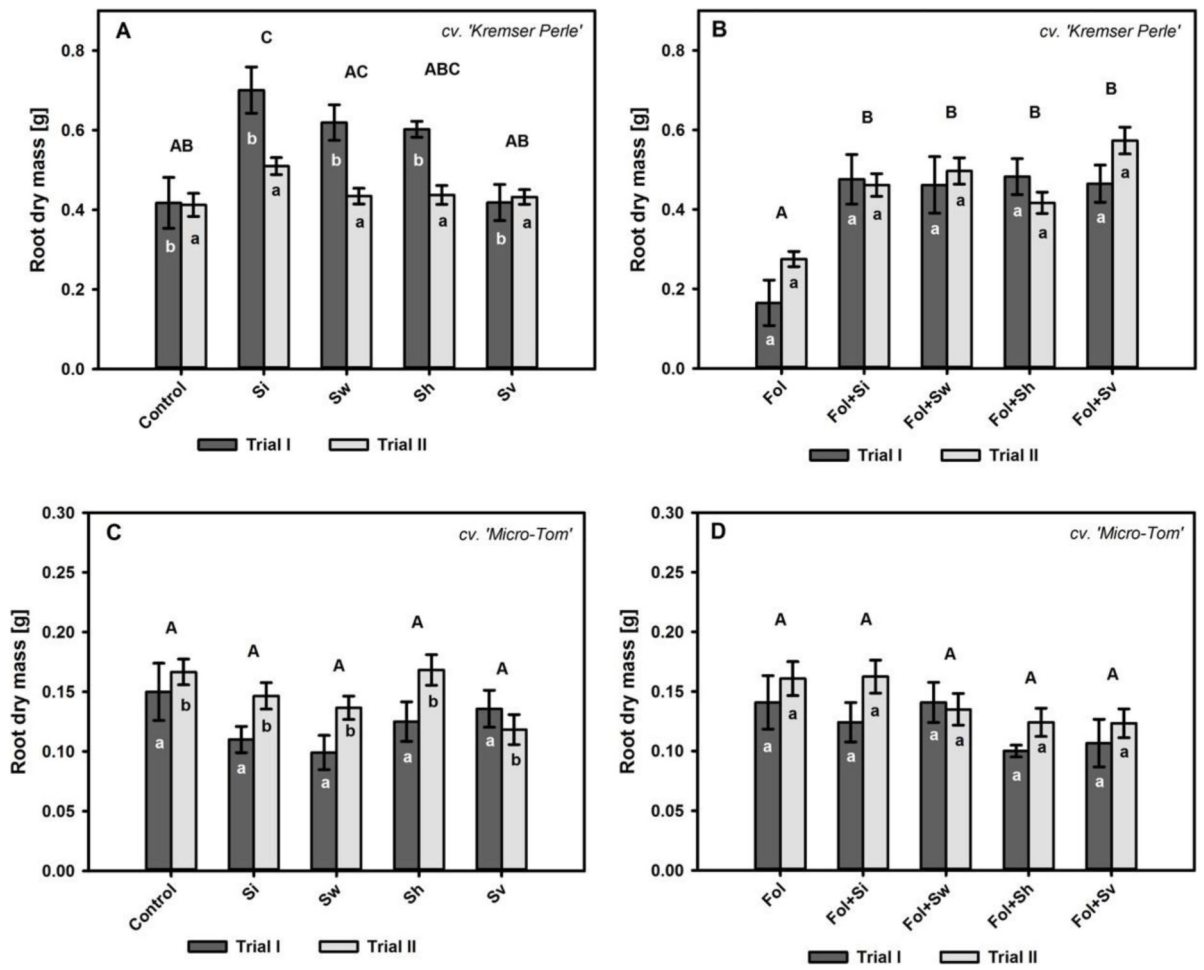 A
cv. 'Kremser Perle'
Root dry mass [g]
0.8
0.6
0.4
0.2
0.0
AB
C
AC
ABC
AB
b
a
b
a
b
a
b
a
b
a
Control
Si
Sw
Sh
Sv
Trial I
Trial II
B
cv. 'Kremser Perle'
Root dry mass [g]
0.8
0.6
0.4
0.2
0.0
A
B
B
B
B
a
a
a
a
a
a
a
a
a
a
Fol
Fol+Si
Fol+Sw
Fol+Sh
Fol+Sv
Trial I
Trial II
C
cv. 'Micro-Tom'
Root dry mass [g]
0.30
0.25
0.20
0.15
0.10
0.05
0.00
A
A
A
A
A
a
b
a
b
a
b
a
b
a
b
Control
Si
Sw
Sh
Sv
Trial I
Trial II
D
cv. 'Micro-Tom'
Root dry mass [g]
0.30
0.25
0.20
0.15
0.10
0.05
0.00
A
A
A
A
A
a
a
a
a
a
a
a
a
a
a
Fol
Fol+Si
Fol+Sw
Fol+Sh
Fol+Sv
Trial I
Trial II